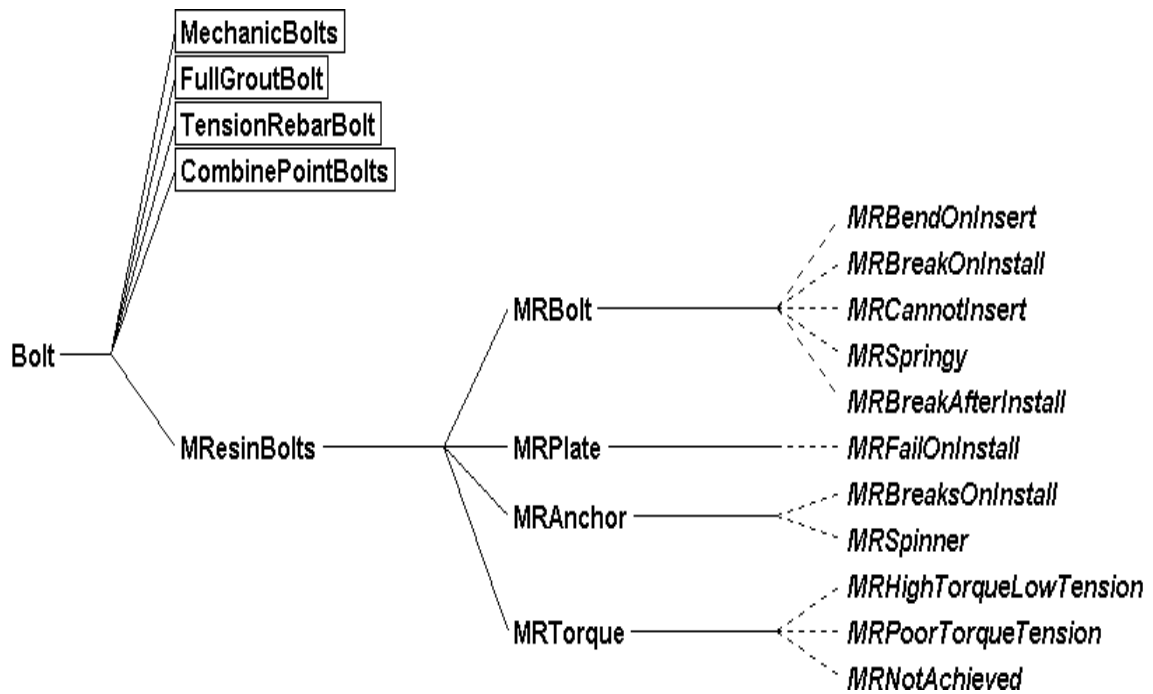 MechanicBolts
FullGroutBolt
TensionRebarBolt
CombinePointBolts
Bolt
MResinBolts
MRBolt
MRPlate
MRAnchor
MRTorque
MRBendOnInsert
MRBreakOnInstall
MRCannotInsert
MRSpringy
MRBreakAfterInstall
MRFailOnInstall
MRBreaksOnInstall
MRSpinner
MRHighTorqueLowTension
MRPoorTorqueTension
MRNotAchieved